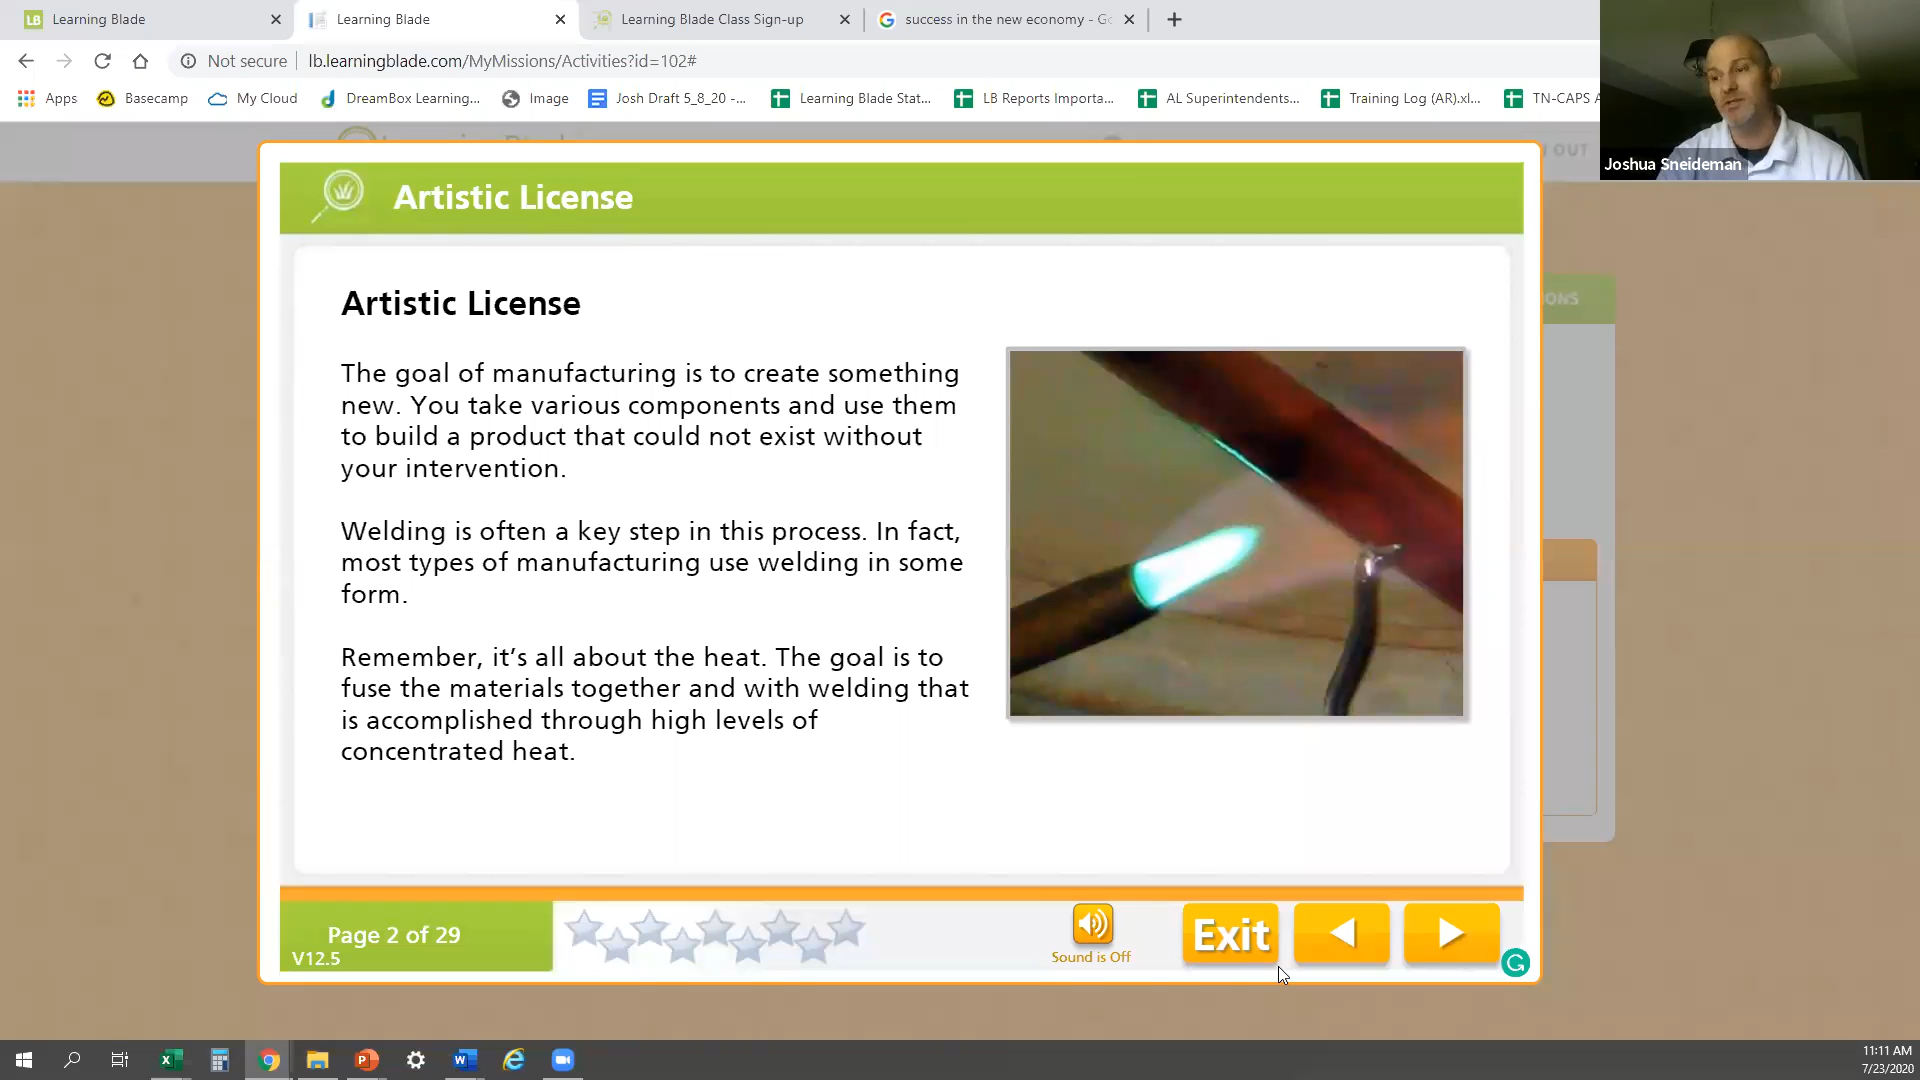 Learning Blade
Learning Blade
Learning Blade Class Sign-up
success in the new economy - Go
Not secure
lb.learningblade.com/MyMissions/Activities?id=102#
Apps
Basecamp
My Cloud
DreamBox Learning...
Image
Josh Draft 5_8_20 -...
Learning Blade Stat...
LB Reports Importa...
AL Superintendents...
Training Log (AR).xl...
TN-CAPS A
Joshua Sneideman
OUT
Artistic License
IONS
Artistic License
The goal of manufacturing is to create something
new. You take various components and use them
to build a product that could not exist without
your intervention.
Welding is often a key step in this process. In fact,
most types of manufacturing use welding in some
form.
Remember, it’s all about the heat. The goal is to
fuse the materials together and with welding that
is accomplished through high levels of
concentrated heat.
Page 2 of 29
V12.5
Sound is Off
Exit
11:11 AM
7/23/2020